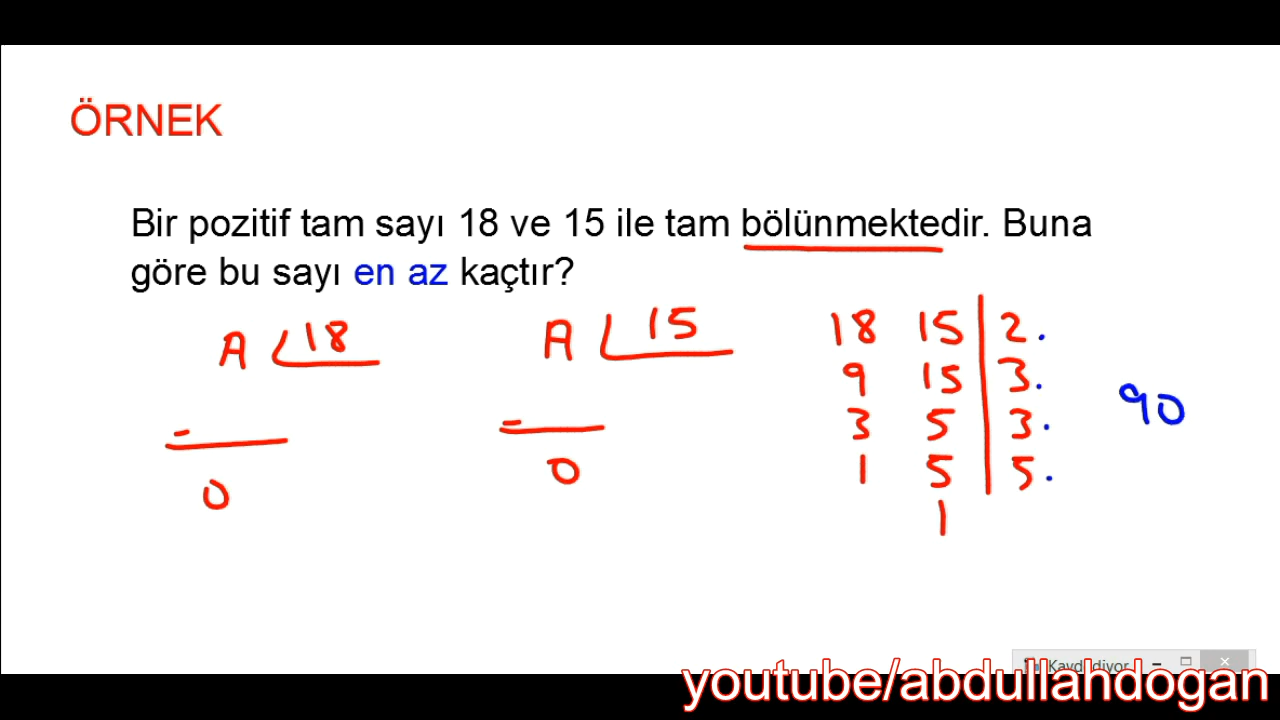 ÖRNEK
Bir pozitif tam sayı 18 ve 15 ile tam bölünmektedir. Buna
göre bu sayı en az kaçtır?
A 18
A 15
0
0
18 15 2.
9 15 3.
3 5 3.
1 5 5.
1
90
Kaydediyor
youtube/abdullahdogan